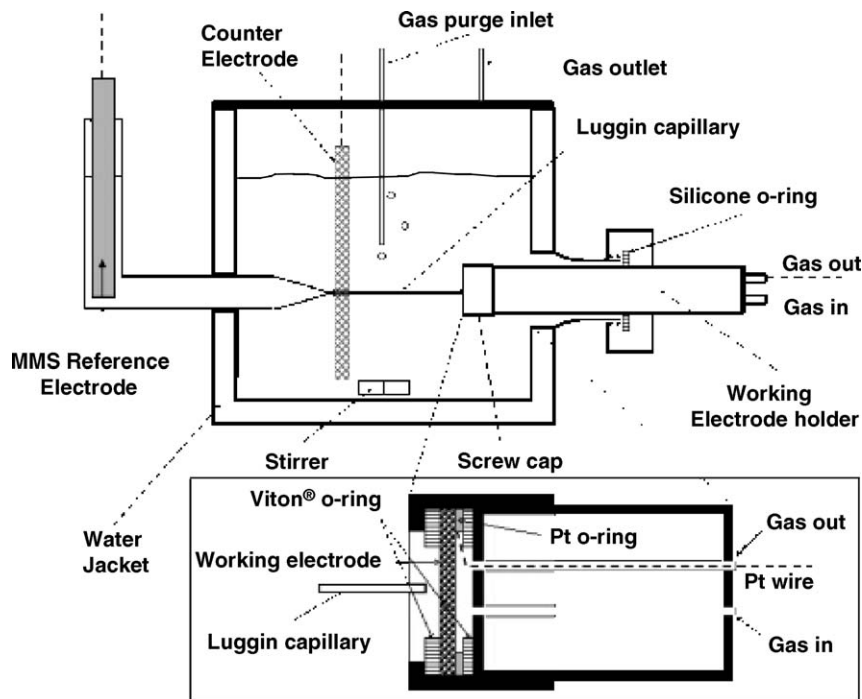 Gas purge inlet
Counter
Electrode
Gas outlet
Luggin capillary
Silicone o-ring
Gas out
Gas in
MMS Reference
Electrode
Working
Electrode holder
Stirrer
Screw cap
Water
Jacket
Viton® o-ring
Pt o-ring
Gas out
Working electrode
Pt wire
Luggin capillary
Gas in